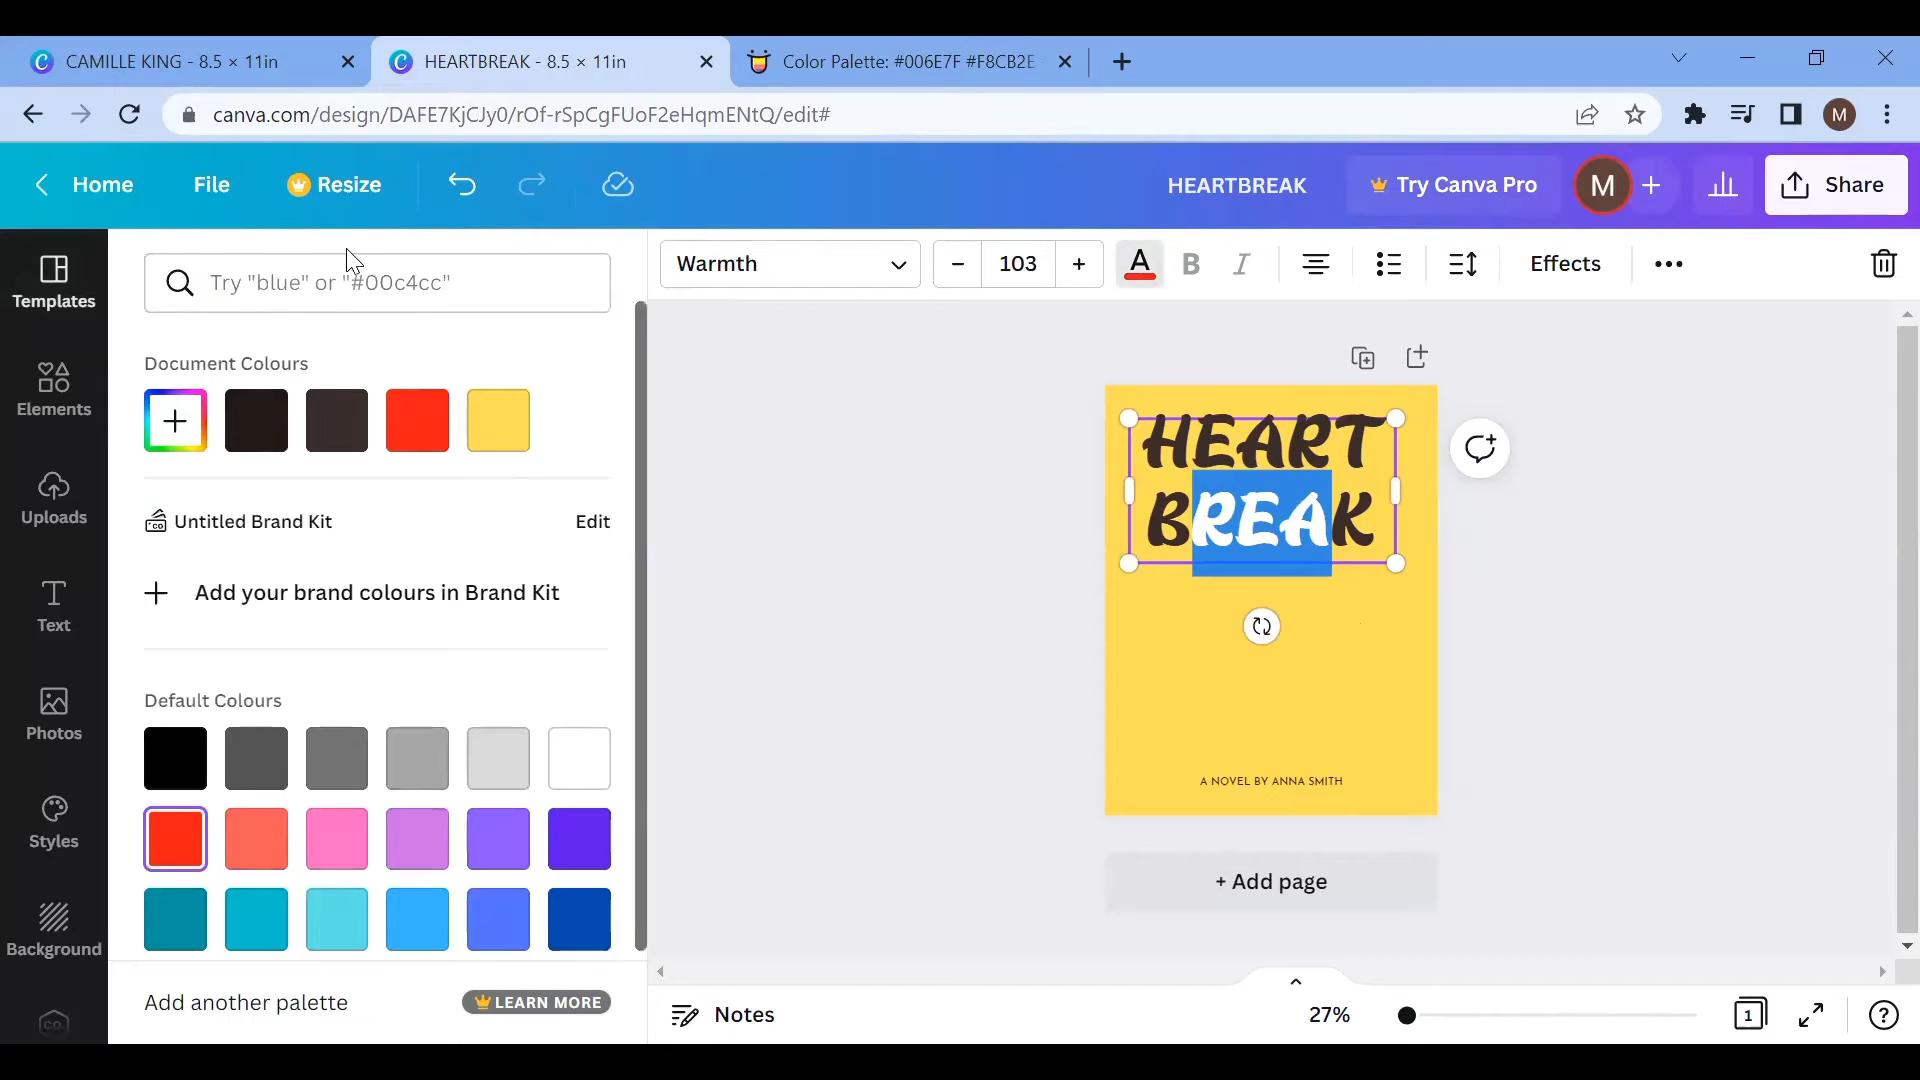 CAMILLE KING - 8.5 × 11in
HEARTBREAK - 8.5 × 11in
Color Palette: #006E7F #F8CB2E
canva.com/design/DAFE7KjCJy0/rOf-rSpCgFUoF2eHqmENtQ/edit#
M
Home
File
Resize
HEARTBREAK
Try Canva Pro
M
Share
Templates
Elements
Uploads
Text
Photos
Styles
Background
co.
Try "blue" or "#00c4cc"
Document Colours
Untitled Brand Kit
Edit
Add your brand colours in Brand Kit
Default Colours
Add another palette
LEARN MORE
Warmth
103
A
B
I
Effects
HEART
BREAK
A NOVEL BY ANNA SMITH
+ Add page
Notes
27%
1
?